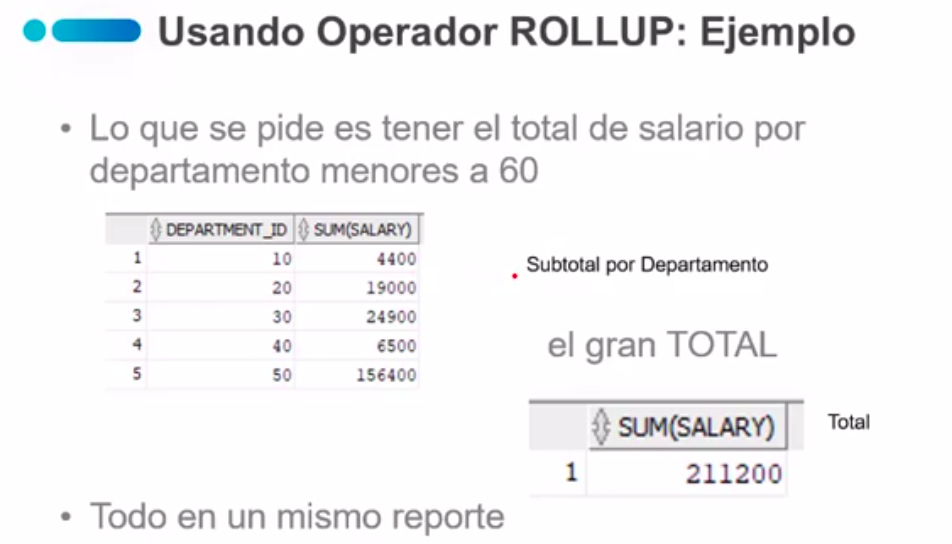 Usando Operador ROLLUP: Ejemplo
• Lo que se pide es tener el total de salario por
departamento menores a 60
DEPARTMENT_ID SUM(SALARY)
1 10 4400
2 20 19000
3 30 24900
4 40 6500
5 50 156400
Subtotal por Departamento
el gran TOTAL
SUM(SALARY)
1 211200
Total
• Todo en un mismo reporte